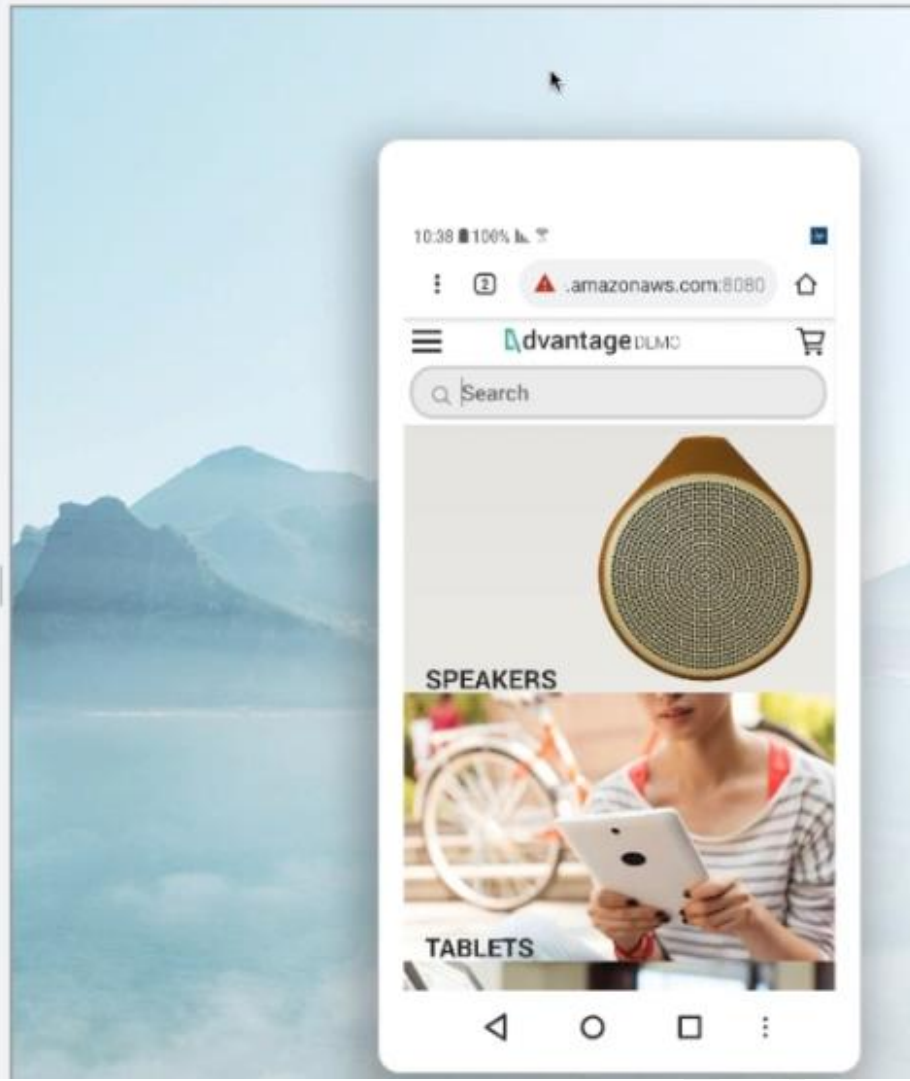 10:38 100%
2 .amazonaws.com:8080
dvantage DEMO
Search
SPEAKERS
TABLETS